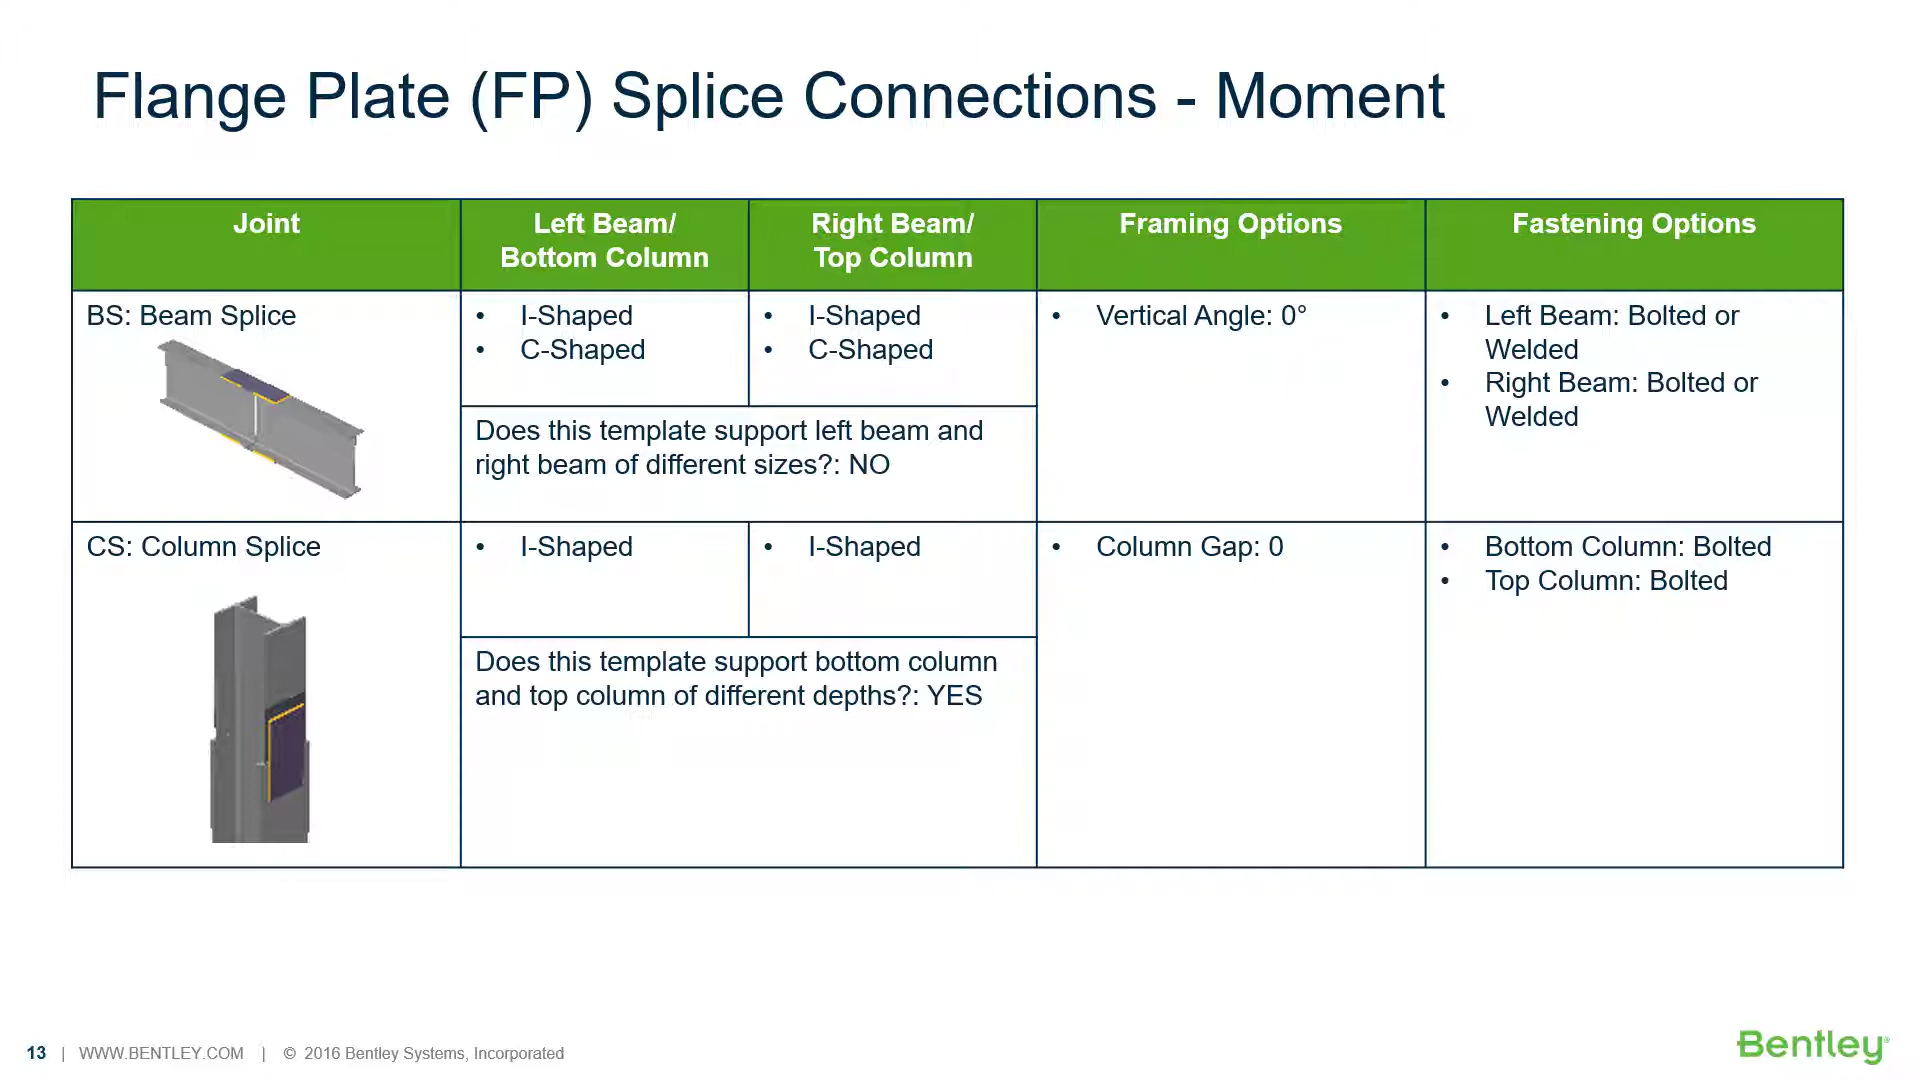 Flange Plate (FP) Splice Connections - Moment
Joint
Left Beam/
Bottom Column
Right Beam/
Top Column
Framing Options
Fastening Options
BS: Beam Splice
• I-Shaped
• C-Shaped
• I-Shaped
• C-Shaped
Does this template support left beam and
right beam of different sizes?: NO
• Vertical Angle: 0°
• Left Beam: Bolted or
Welded
• Right Beam: Bolted or
Welded
CS: Column Splice
• I-Shaped
• I-Shaped
Does this template support bottom column
and top column of different depths?: YES
• Column Gap: 0
• Bottom Column: Bolted
• Top Column: Bolted
13 | WWW.BENTLEY.COM | © 2016 Bentley Systems, Incorporated
Bentley®